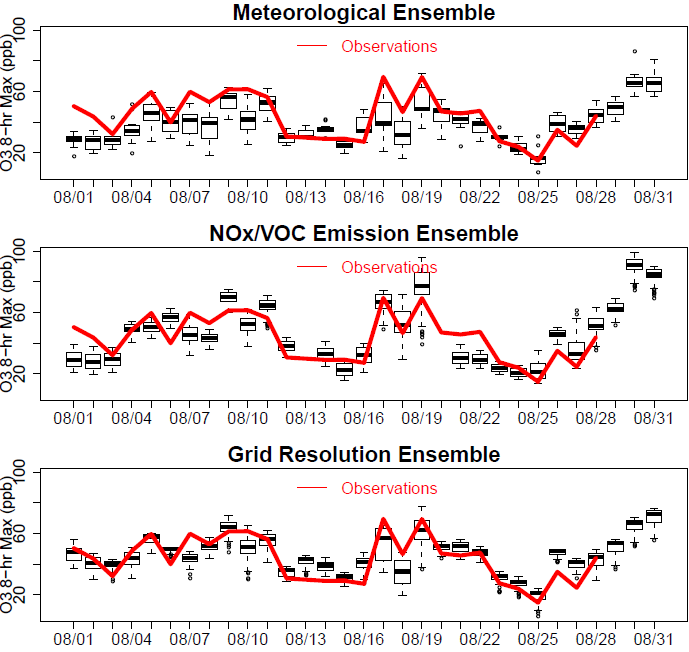 Meteorological Ensemble
O3 8−hr Max (ppb)
20 60 100
Observations
08/01 08/04 08/07 08/10 08/13 08/16 08/19 08/22 08/25 08/28 08/31
NOx/VOC Emission Ensemble
O3 8−hr Max (ppb)
20 60 100
Observations
08/01 08/04 08/07 08/10 08/13 08/16 08/19 08/22 08/25 08/28 08/31
Grid Resolution Ensemble
O3 8−hr Max (ppb)
20 60 100
Observations
08/01 08/04 08/07 08/10 08/13 08/16 08/19 08/22 08/25 08/28 08/31